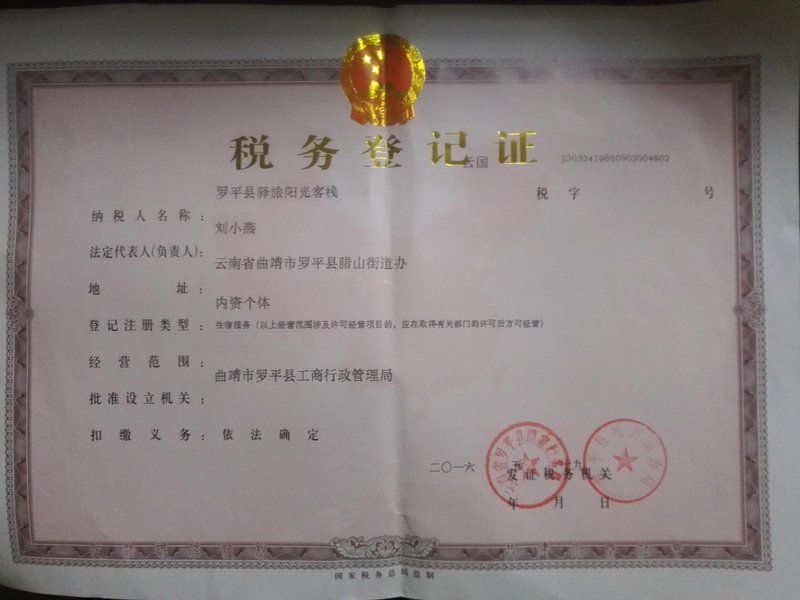 税务登记证
云国 53032419860903004802
税 字 号
罗平县驿旅阳光客栈
纳税人名称：
刘小燕
法定代表人(负责人)：
云南省曲靖市罗平县腊山街道办
地 址：
内资个体
登记注册类型：
住宿服务（以上经营范围涉及许可经营项目的，应在取得有关部门的许可后方可经营）
经营范围：
曲靖市罗平县工商行政管理局
批准设立机关：
扣缴义务：依法确定
二〇一六 五 九
发证税务机关
年 月 日
国家税务总局监制